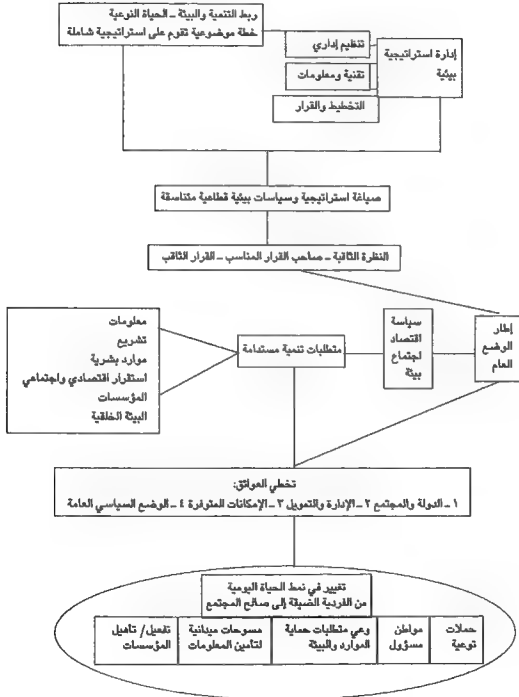 ربط التنمية والبيئة ـ الحياة النوعية
خطة موضوعية تقوم على استراتيجية شاملة
تنظيم إداري
تقنية ومعلومات
التخطيط والقرار
إدارة استراتيجية
بيئية
صياغة استراتيجية وسياسات بيئية قطاعية متناسقة
النظرة الثاقبة ـ صاحب القرار المناسب ـ القرار الثاقب
إطار
الوضع
العام
سياسة
اقتصاد
اجتماع
بيئة
متطلبات تنمية مستدامة
معلومات
تشريع
موارد بشرية
استقرار اقتصادي واجتماعي
المؤسسات
البيئة الخلقية
تخطي العوائق:
١ ـ الدولة والمجتمع ٢ ـ الإدارة والتمويل ٣ ـ الإمكانات المتوفرة ٤ ـ الوضع السياسي العامة
تغيير في نمط الحياة اليومية
من الفردية الضيقة إلى صالح المجتمع
حملات
توعية
مواطن
مسؤول
وعي متطلبات حماية
الموارد والبيئة
مسوحات ميدانية
لتأمين المعلومات
تفعيل/ تأهيل
المؤسسات